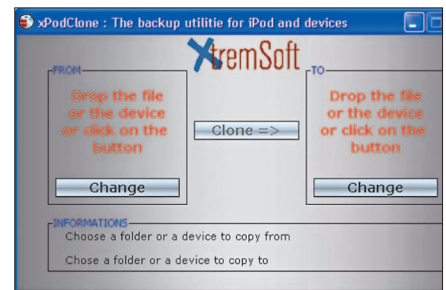 xPodClone : The backup utilitie for iPod and devices
XtremSoft
FROM
Drop the file
or the device
or click on the
button
Change
Clone =>
TO
Drop the file
or the device
or click on the
button
Change
INFORMATIONS
Choose a folder or a device to copy from
Chose a folder or a device to copy to